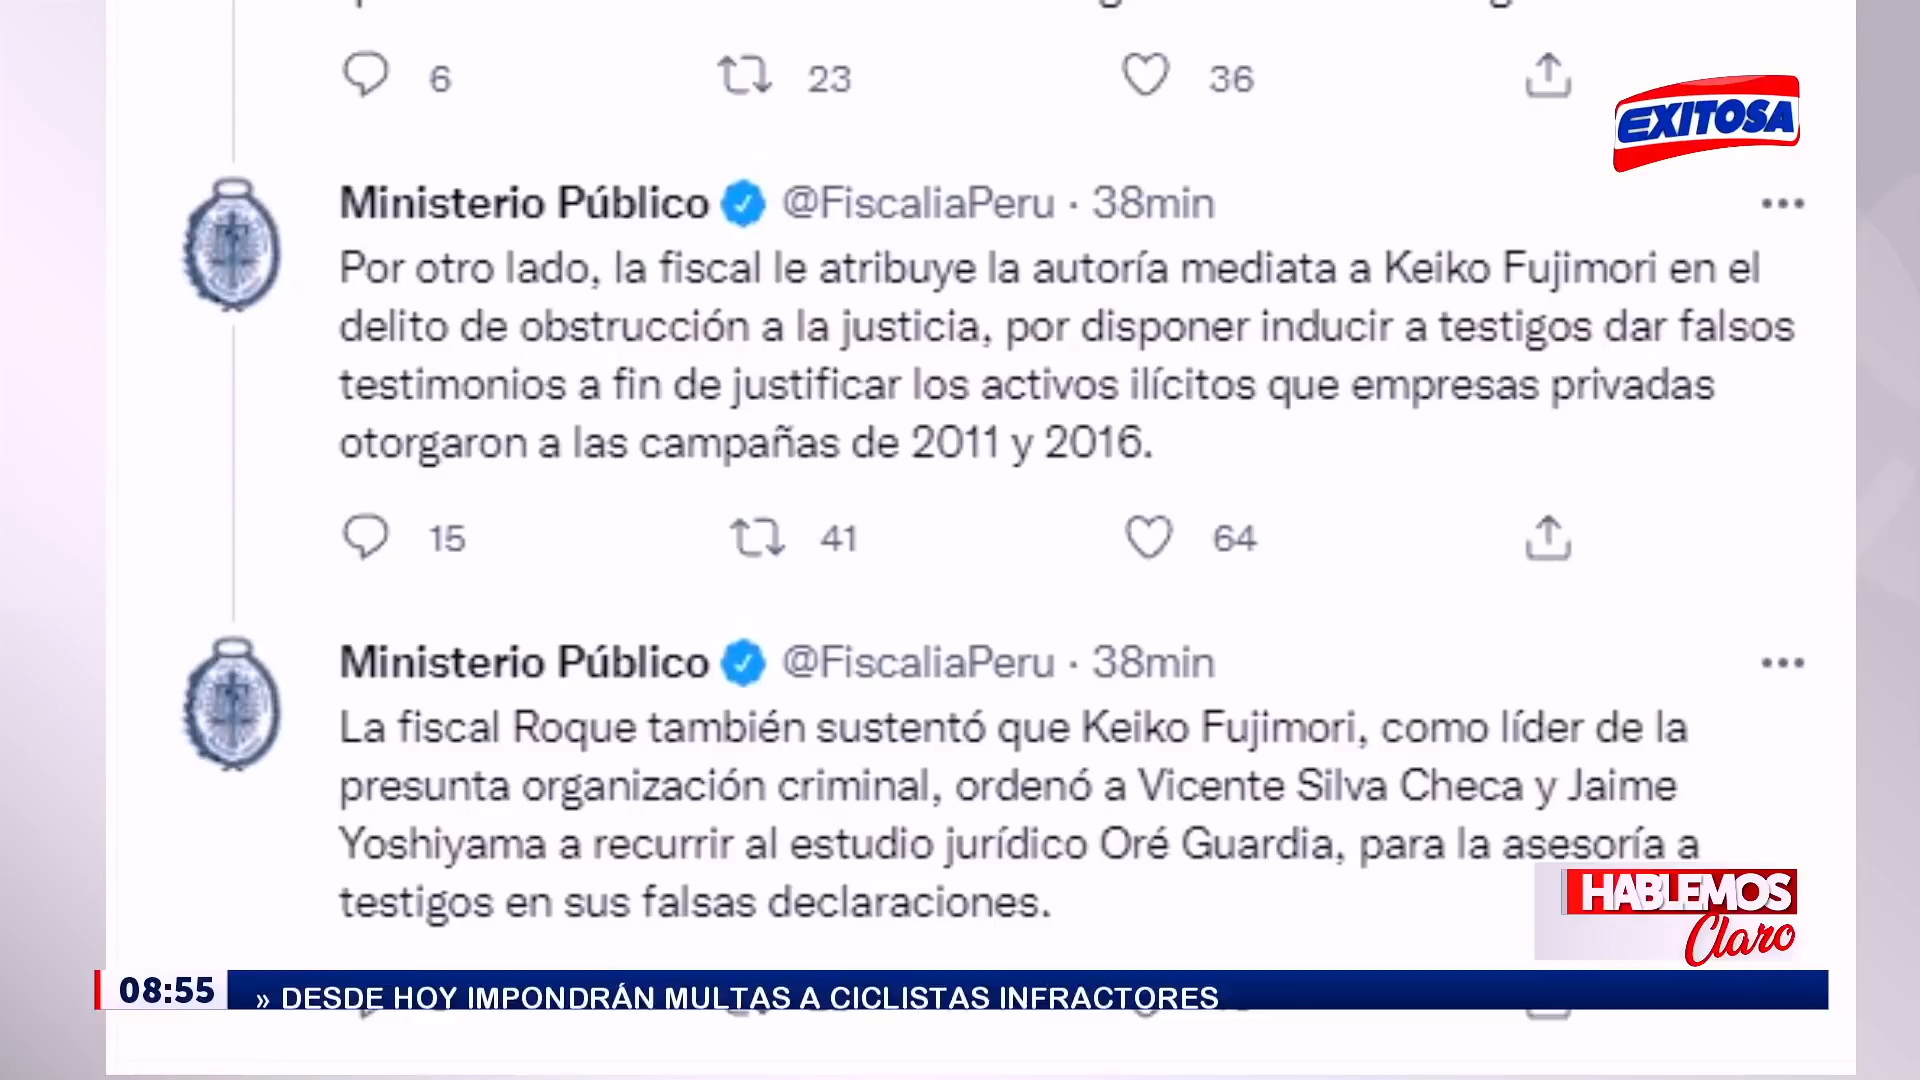 6 23 36
EXITOSA
Ministerio Público @FiscaliaPeru · 38min
Por otro lado, la fiscal le atribuye la autoría mediata a Keiko Fujimori en el
delito de obstrucción a la justicia, por disponer inducir a testigos dar falsos
testimonios a fin de justificar los activos ilícitos que empresas privadas
otorgaron a las campañas de 2011 y 2016.
15 41 64
Ministerio Público @FiscaliaPeru · 38min
La fiscal Roque también sustentó que Keiko Fujimori, como líder de la
presunta organización criminal, ordenó a Vicente Silva Checa y Jaime
Yoshiyama a recurrir al estudio jurídico Oré Guardia, para la asesoría a
testigos en sus falsas declaraciones.
HABLEMOS
Claro
08:55 » DESDE HOY IMPONDRÁN MULTAS A CICLISTAS INFRACTORES